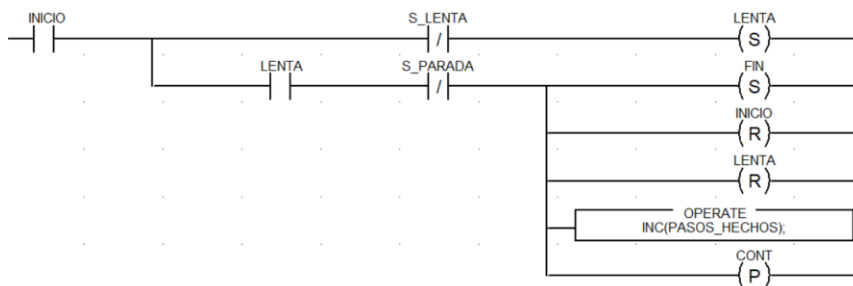 INICIO
S_LENTA
LENTA
/
S
LENTA
S_PARADA
FIN
/
S
INICIO
R
LENTA
R
OPERATE
INC(PASOS_HECHOS);
CONT
P